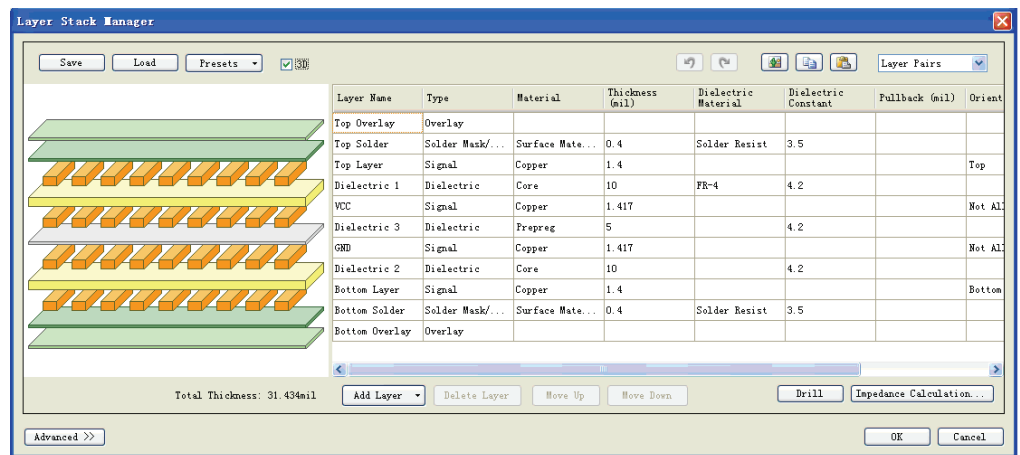 Layer Stack Manager
Save Load Presets 3D Layer Pairs
Layer Name Type Material Thickness (mil) Dielectric Material Dielectric Constant Pullback (mil) Orient
Top Overlay Overlay
Top Solder Solder Mask/... Surface Mate... 0.4 Solder Resist 3.5
Top Layer Signal Copper 1.4 Top
Dielectric 1 Dielectric Core 10 FR-4 4.2
VCC Signal Copper 1.417 Not All
Dielectric 3 Dielectric Prepreg 5 4.2
GND Signal Copper 1.417 Not All
Dielectric 2 Dielectric Core 10 4.2
Bottom Layer Signal Copper 1.4 Bottom
Bottom Solder Solder Mask/... Surface Mate... 0.4 Solder Resist 3.5
Bottom Overlay Overlay
Total Thickness: 31.434mil Add Layer Delete Layer Move Up Move Down Drill Impedance Calculation...
Advanced >> OK Cancel